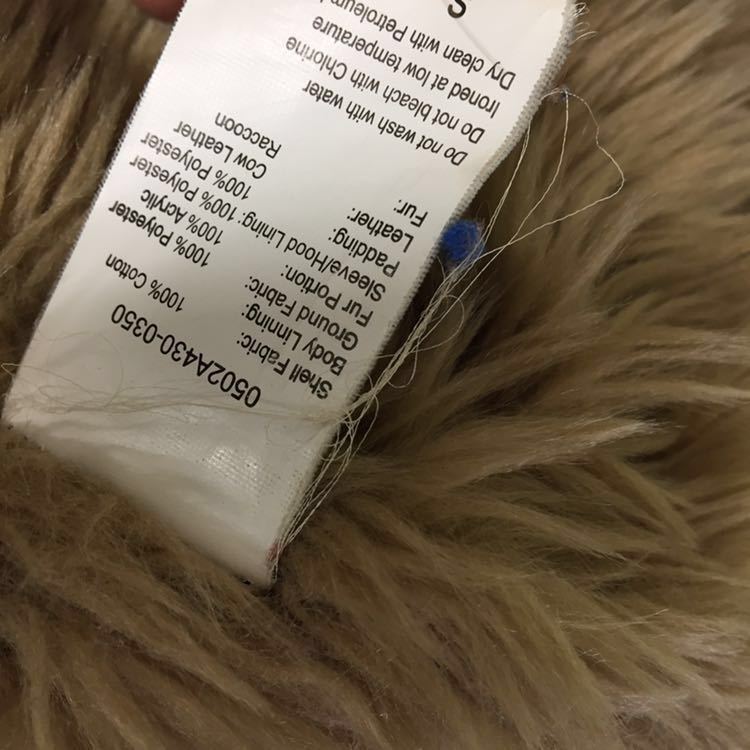 0502A430-0350
Shell Fabric: 100% Cotton
Body Linning:
Ground Fabric: 100% Polyester
Fur Portion: 100% Acrylic
Sleeve/Hood Lining:100% Polyester
Padding: 100% Polyester
Leather: Cow Leather
Fur: Raccoon
Do not wash with water
Do not bleach with Chlorine
Ironed at low temperature
Dry clean with Petroleum
S